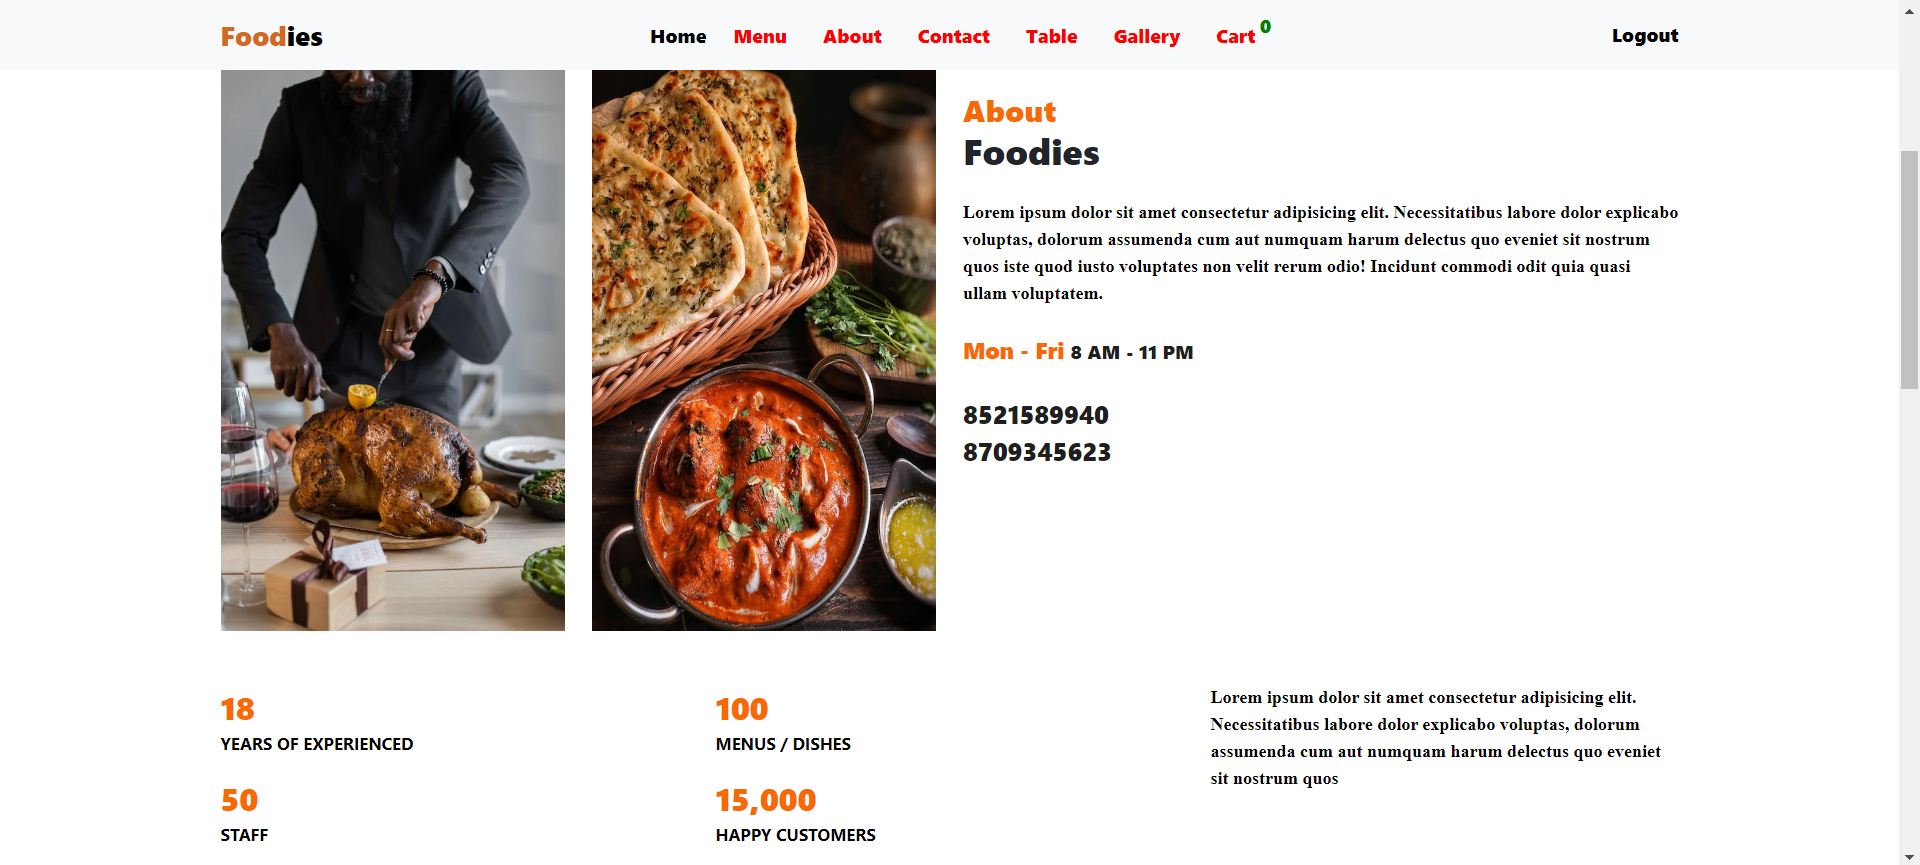 Foodies
Home Menu About Contact Table Gallery Cart 0 Logout
About
Foodies
Lorem ipsum dolor sit amet consectetur adipisicing elit. Necessitatibus labore dolor explicabo
voluptas, dolorum assumenda cum aut numquam harum delectus quo eveniet sit nostrum
quos iste quod iusto voluptates non velit rerum odio! Incidunt commodi odit quia quasi
ullam voluptatem.
Mon - Fri 8 AM - 11 PM
8521589940
8709345623
18
YEARS OF EXPERIENCED
100
MENUS / DISHES
50
STAFF
15,000
HAPPY CUSTOMERS
Lorem ipsum dolor sit amet consectetur adipisicing elit.
Necessitatibus labore dolor explicabo voluptas, dolorum
assumenda cum aut numquam harum delectus quo eveniet
sit nostrum quos